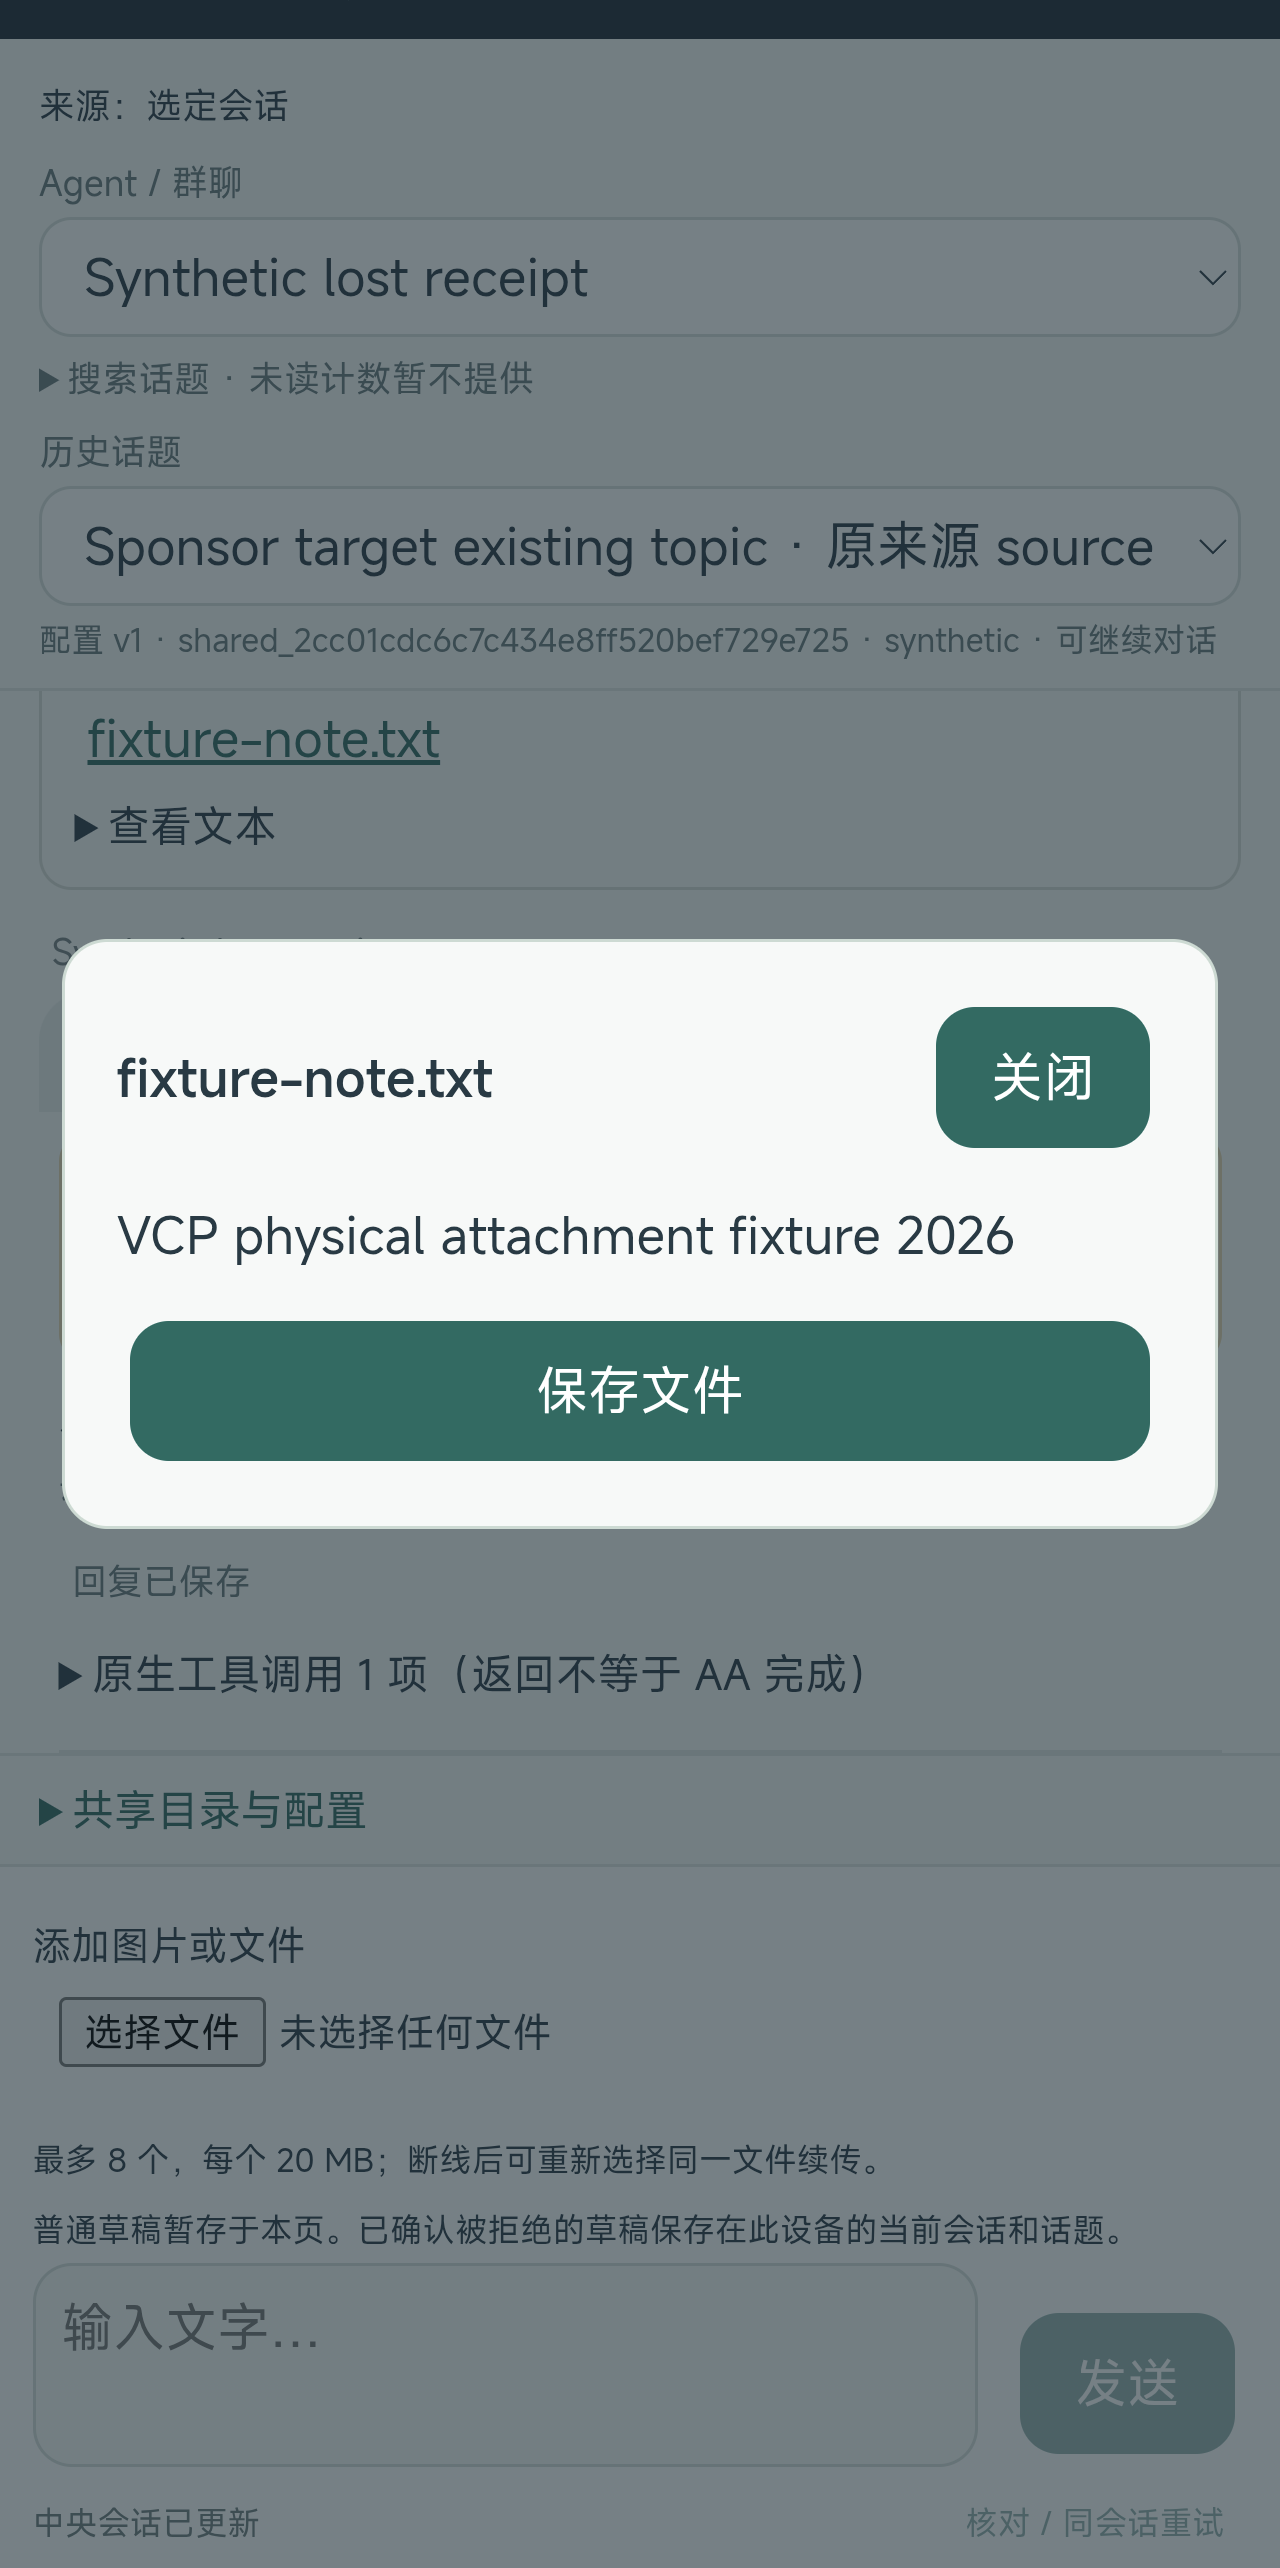 来源：选定会话
Agent / 群聊
Synthetic lost receipt
▶ 搜索话题 · 未读计数暂不提供
历史话题
Sponsor target existing topic · 原来源 source
配置 v1 · shared_2cc01cdc6c7c434e8ff520bef729e725 · synthetic · 可继续对话
fixture-note.txt
▶ 查看文本
fixture-note.txt
关闭
VCP physical attachment fixture 2026
保存文件
回复已保存
▶ 原生工具调用 1 项（返回不等于 AA 完成）
▶ 共享目录与配置
添加图片或文件
选择文件 未选择任何文件
最多 8 个，每个 20 MB；断线后可重新选择同一文件续传。
普通草稿暂存于本页。已确认被拒绝的草稿保存在此设备的当前会话和话题。
输入文字...
发送
中央会话已更新
核对 / 同会话重试